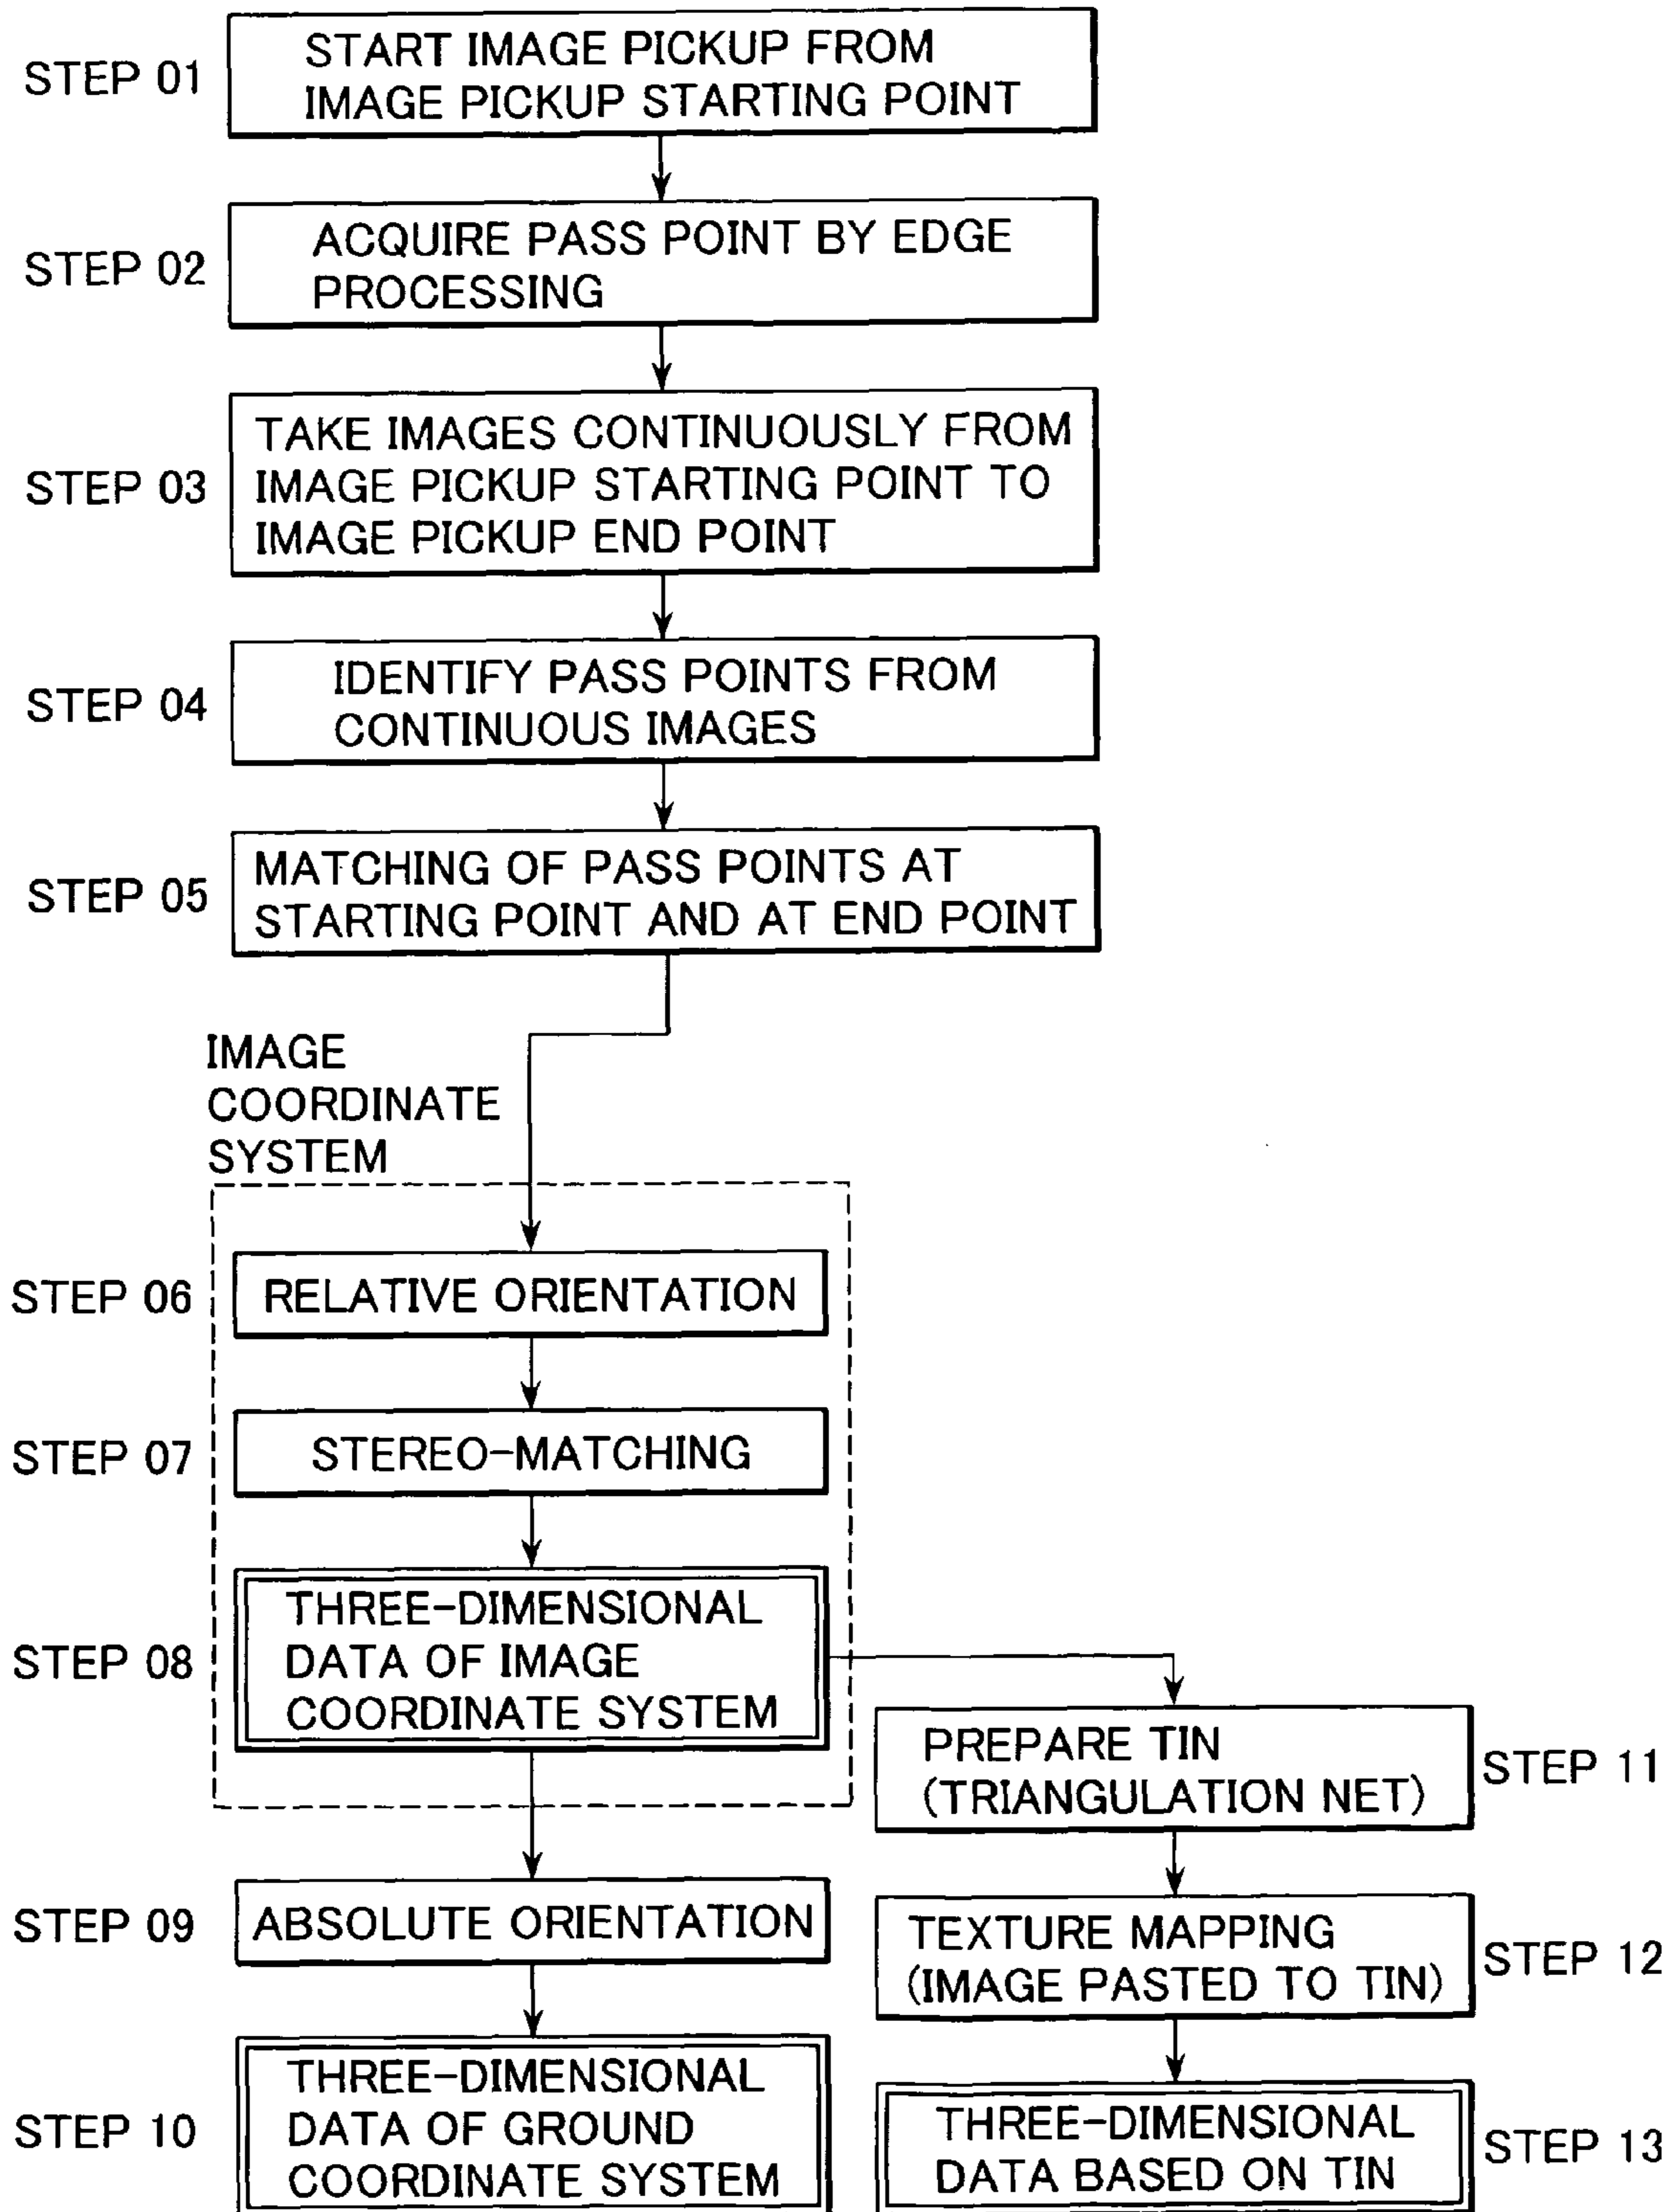 STEP 01
START IMAGE PICKUP FROM
IMAGE PICKUP STARTING POINT
STEP 02
ACQUIRE PASS POINT BY EDGE
PROCESSING
STEP 03
TAKE IMAGES CONTINUOUSLY FROM
IMAGE PICKUP STARTING POINT TO
IMAGE PICKUP END POINT
STEP 04
IDENTIFY PASS POINTS FROM
CONTINUOUS IMAGES
STEP 05
MATCHING OF PASS POINTS AT
STARTING POINT AND AT END POINT
IMAGE
COORDINATE
SYSTEM
STEP 06
RELATIVE ORIENTATION
STEP 07
STEREO-MATCHING
STEP 08
THREE-DIMENSIONAL
DATA OF IMAGE
COORDINATE SYSTEM
STEP 09
ABSOLUTE ORIENTATION
STEP 10
THREE-DIMENSIONAL
DATA OF GROUND
COORDINATE SYSTEM
PREPARE TIN
(TRIANGULATION NET)
STEP 11
TEXTURE MAPPING
(IMAGE PASTED TO TIN)
STEP 12
THREE-DIMENSIONAL
DATA BASED ON TIN
STEP 13